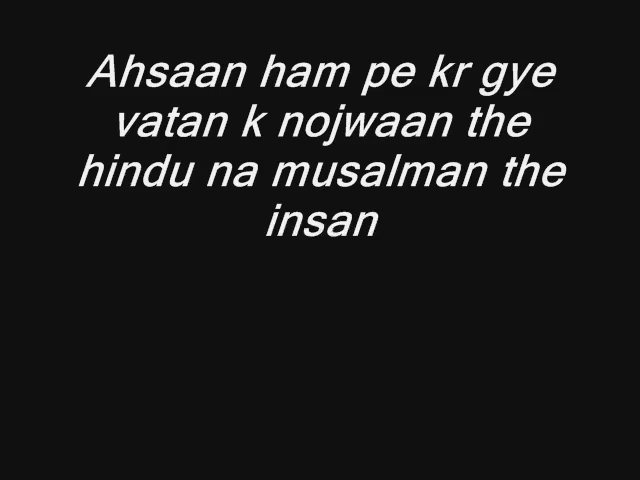 Ahsaan ham pe kr gye
vatan k nojwaan the
hindu na musalman the
insan